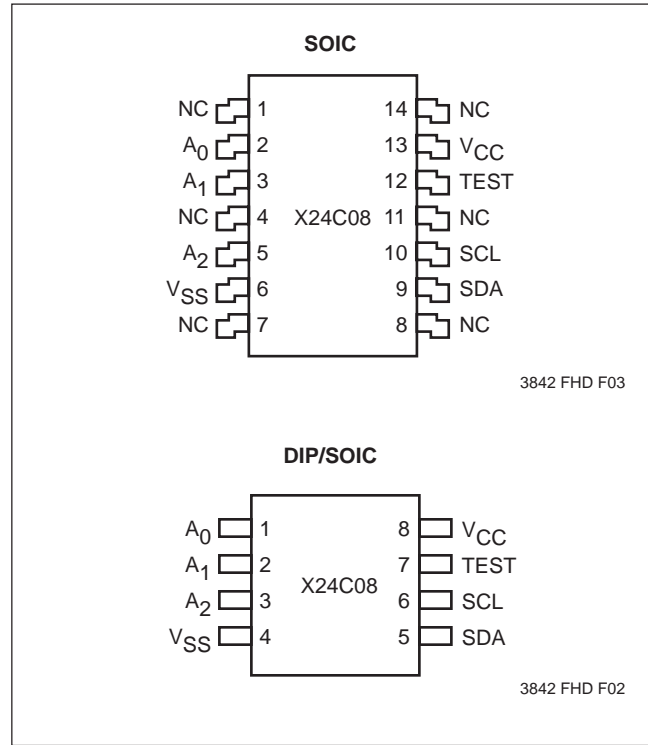 SOIC
NC 1 14 NC
A0 2 13 VCC
A1 3 12 TEST
NC 4 X24C08 11 NC
A2 5 10 SCL
VSS 6 9 SDA
NC 7 8 NC
3842 FHD F03
DIP/SOIC
A0 1 8 VCC
A1 2 7 TEST
X24C08
A2 3 6 SCL
VSS 4 5 SDA
3842 FHD F02